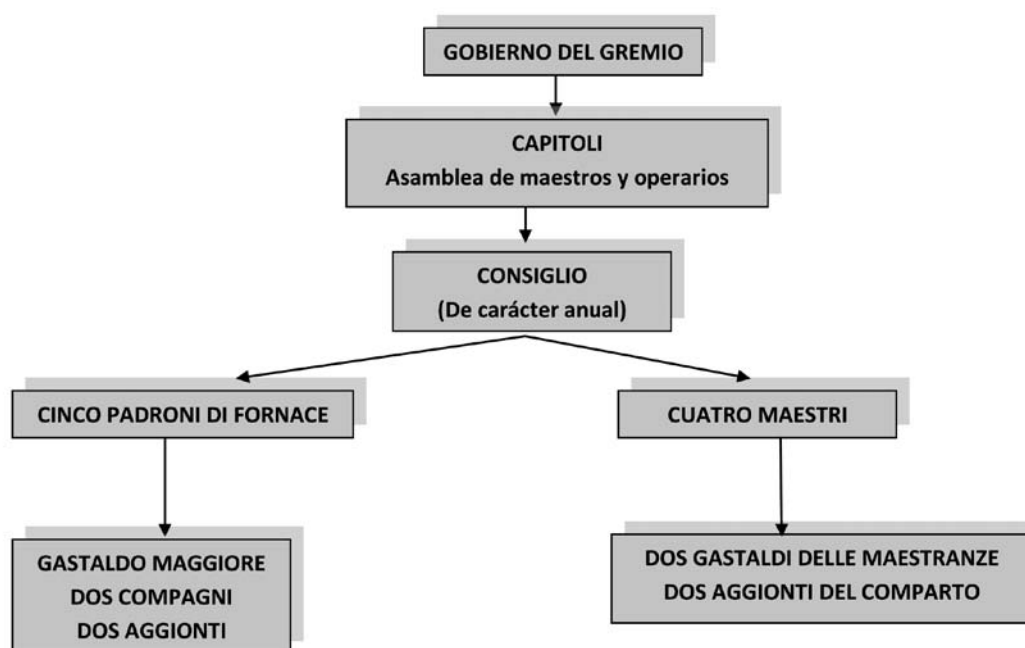 GOBIERNO DEL GREMIO
CAPITOLI
Asamblea de maestros y operarios
CONSIGLIO
(De carácter anual)
CINCO PADRONI DI FORNACE
CUATRO MAESTRI
GASTALDO MAGGIORE
DOS COMPAGNI
DOS AGGIONTI
DOS GASTALDI DELLE MAESTRANZE
DOS AGGIONTI DEL COMPARTO